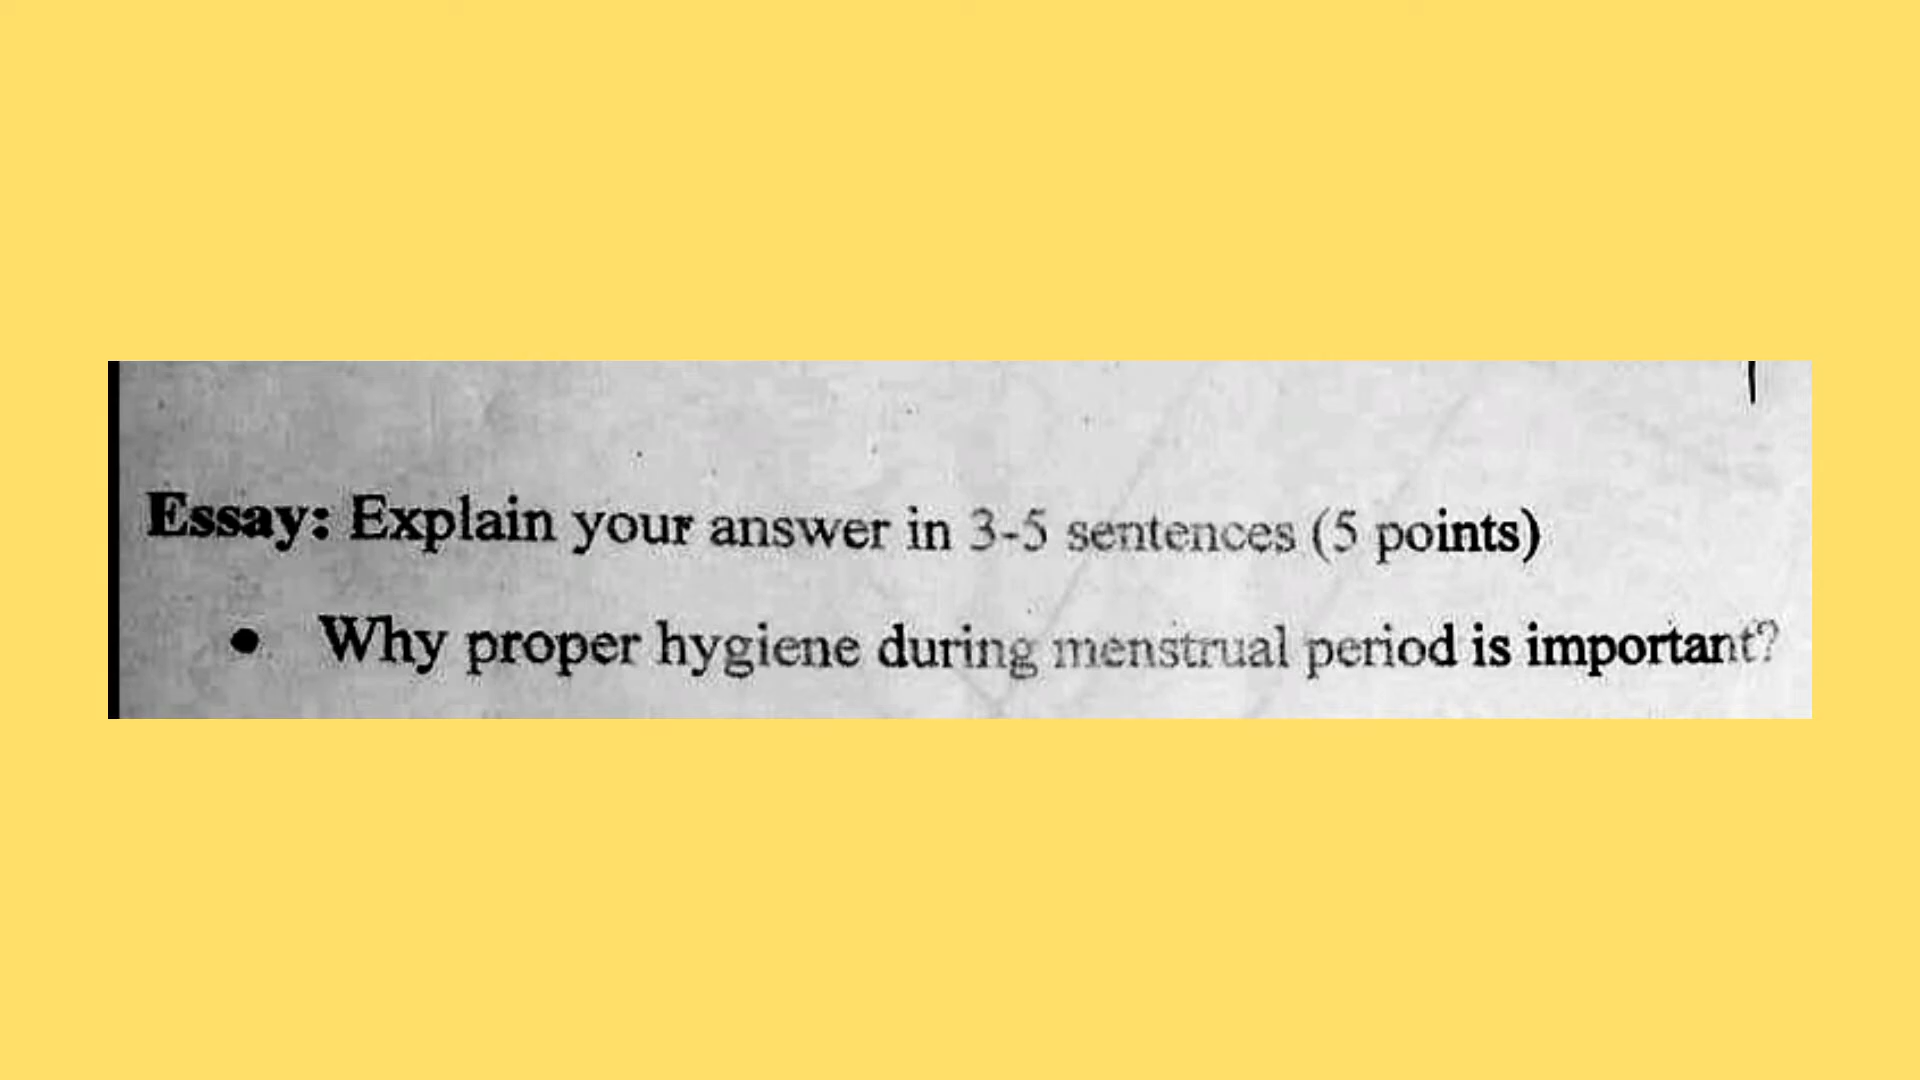 Essay: Explain your answer in 3-5 sentences (5 points)
• Why proper hygiene during menstrual period is important?